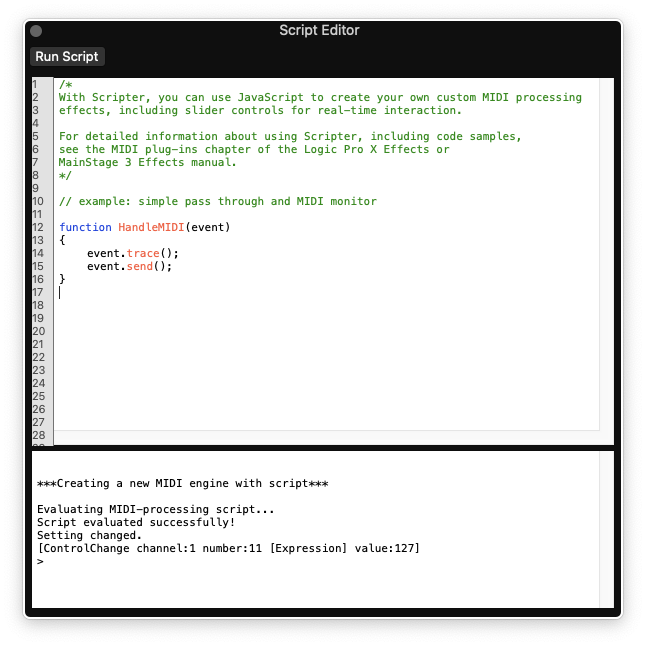 Script Editor
Run Script
1 /*
2 With Scripter, you can use JavaScript to create your own custom MIDI processing
3 effects, including slider controls for real-time interaction.
4
5 For detailed information about using Scripter, including code samples,
6 see the MIDI plug-ins chapter of the Logic Pro X Effects or
7 MainStage 3 Effects manual.
8 */
9
10 // example: simple pass through and MIDI monitor
11
12 function HandleMIDI(event)
13 {
14     event.trace();
15     event.send();
16 }
17
18
19
20
21
22
23
24
25
26
27
28
***Creating a new MIDI engine with script***
Evaluating MIDI-processing script...
Script evaluated successfully!
Setting changed.
[ControlChange channel:1 number:11 [Expression] value:127]
>